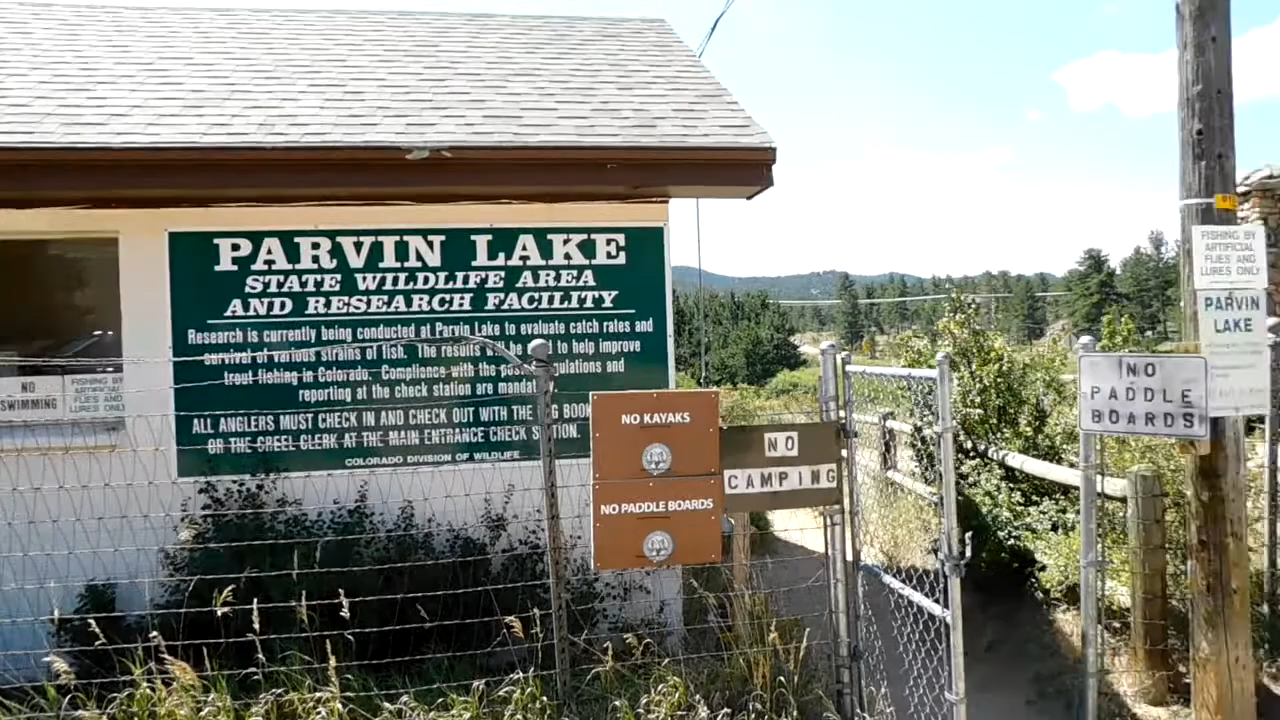 PARVIN LAKE
STATE WILDLIFE AREA
AND RESEARCH FACILITY
Research is currently being conducted at Parvin Lake to evaluate catch rates and
survival of various strains of fish. The results will be to help improve
trout fishing in Colorado. Compliance with the and
reporting at the check station are
ALL ANGLERS MUST CHECK IN AND CHECK OUT WITH THE BOOK
OR THE CREEL CLERK AT THE MAIN ENTRANCE CHECK
COLORADO DIVISION OF WILDLIFE
NO
SWIMMING
FISHING BY
ARTIFICIAL
FLIES AND
LURES ONLY
NO KAYAKS
NO PADDLE BOARDS
NO
CAMPING
NO
PADDLE
BOARDS
FISHING BY
ARTIFICIAL
FLIES AND
LURES ONLY
PARVIN
LAKE